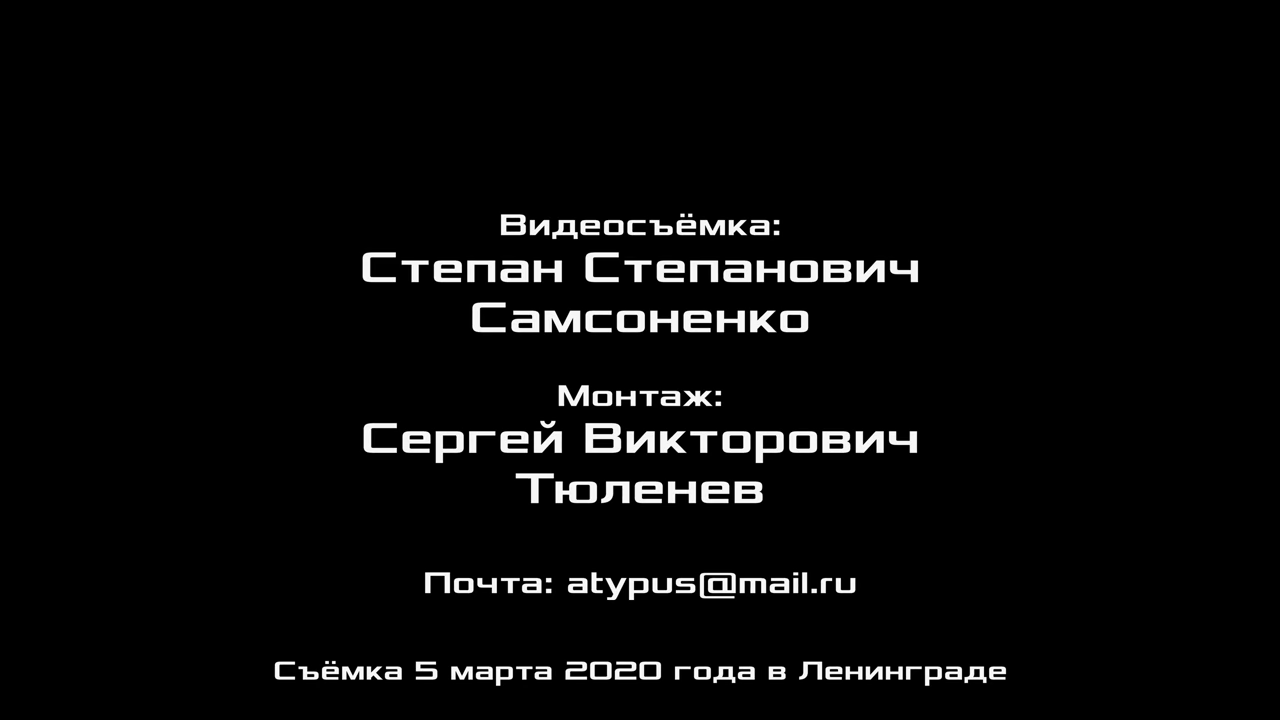 Видеосъёмка:
Степан Степанович
Самсоненко
Монтаж:
Сергей Викторович
Тюленев
Почта: atypus@mail.ru
Съёмка 5 марта 2020 года в Ленинграде